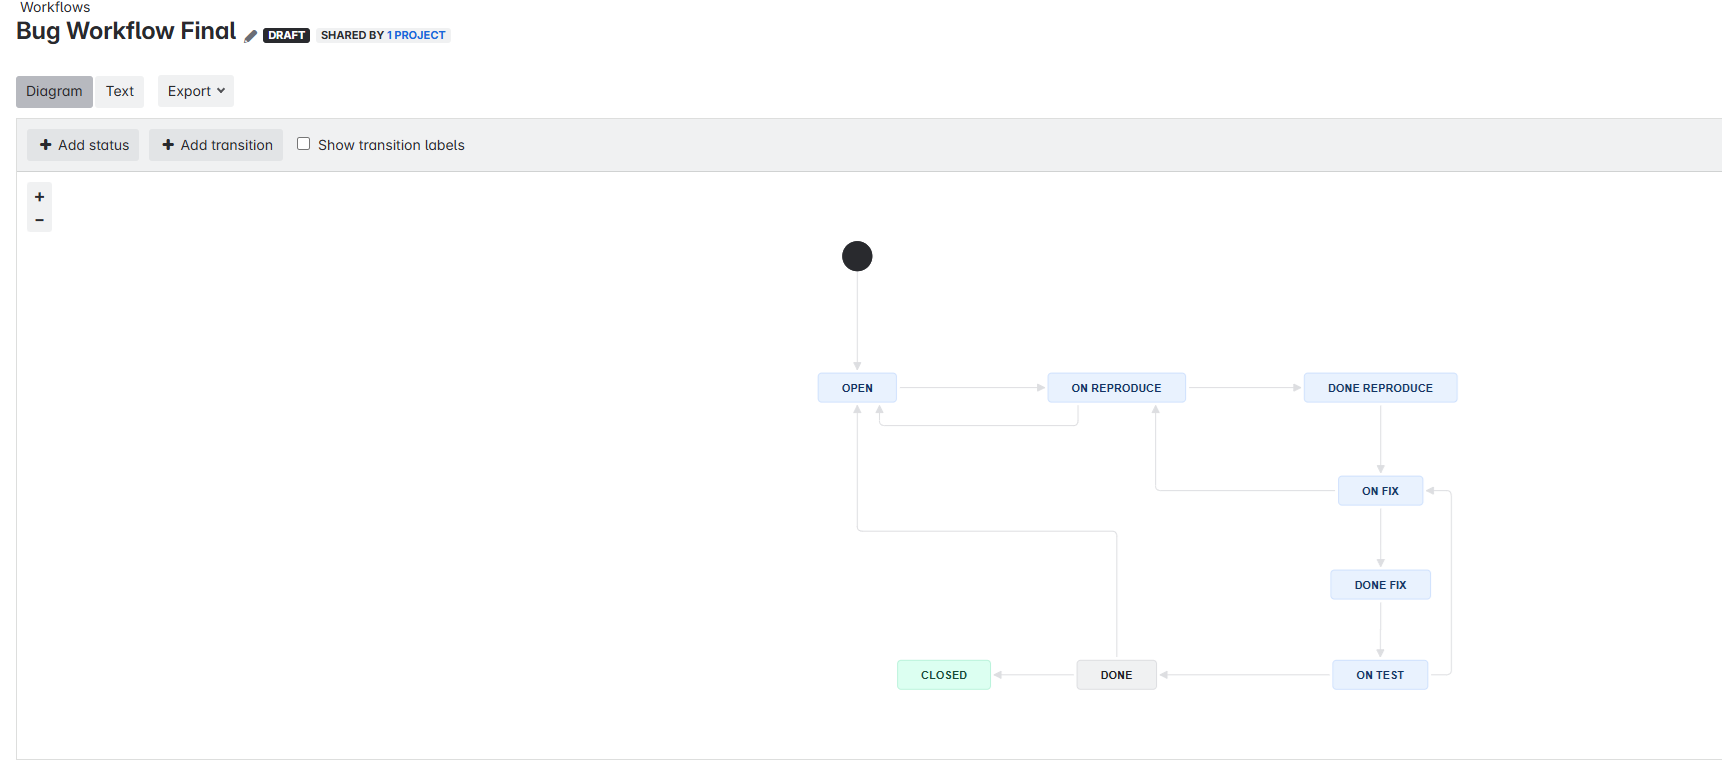 Workflows
Bug Workflow Final DRAFT SHARED BY 1 PROJECT
Diagram Text Export
+ Add status + Add transition Show transition labels
+
−
OPEN ON REPRODUCE DONE REPRODUCE
ON FIX
DONE FIX
CLOSED DONE ON TEST